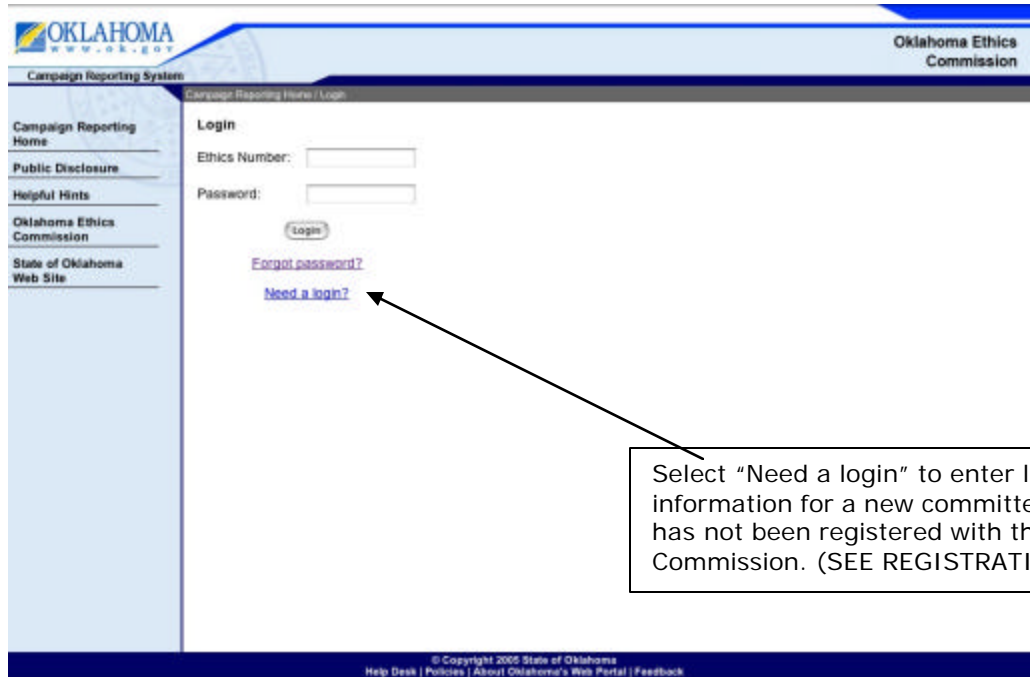 OKLAHOMA
www.ok.gov
Campaign Reporting System
Oklahoma Ethics
Commission
Campaign Reporting Home / Login
Campaign Reporting
Home
Public Disclosure
Helpful Hints
Oklahoma Ethics
Commission
State of Oklahoma
Web Site
Login
Ethics Number:
Password:
Login
Forgot password?
Need a login?
Select “Need a login” to enter
information for a new committe
has not been registered with th
Commission. (SEE REGISTRATI
© Copyright 2005 State of Oklahoma
Help Desk | Policies | About Oklahoma's Web Portal | Feedback